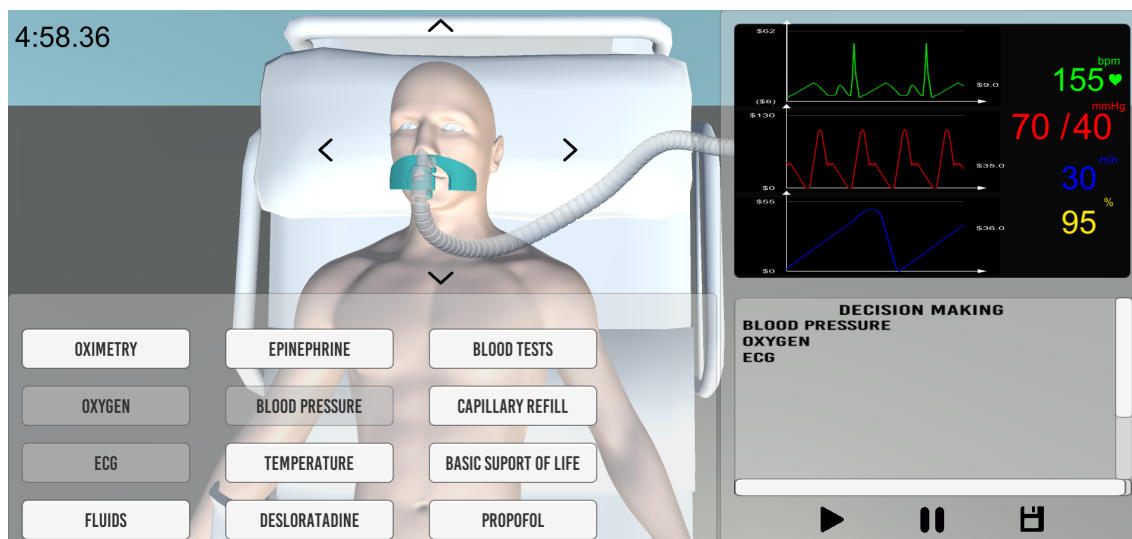 4:58.36
$62
($6)
$9.0
bpm
155
$130
$0
$35.0
mmHg
70 /40
$65
$0
$36.0
min
30
%
95
OXIMETRY
EPINEPHRINE
BLOOD TESTS
OXYGEN
BLOOD PRESSURE
CAPILLARY REFILL
ECG
TEMPERATURE
BASIC SUPORT OF LIFE
FLUIDS
DESLORATADINE
PROPOFOL
DECISION MAKING
BLOOD PRESSURE
OXYGEN
ECG